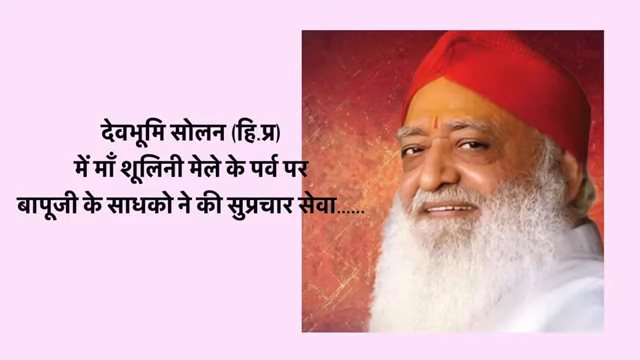 देवभूमि सोलन (हि.प्र)
में माँ शूलिनी मेले के पर्व पर
बापूजी के साधको ने की सुप्रचार सेवा......